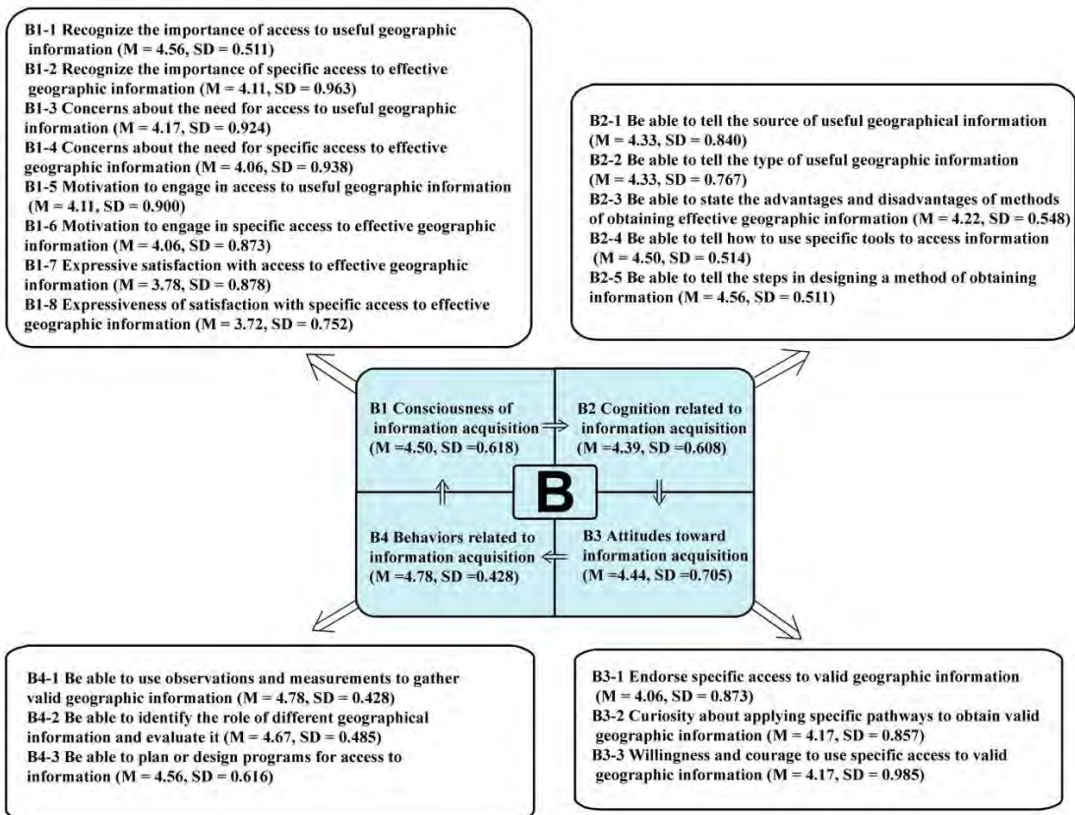 B1-1 Recognize the importance of access to useful geographic
information (M = 4.56, SD = 0.511)
B1-2 Recognize the importance of specific access to effective
geographic information (M = 4.11, SD = 0.963)
B1-3 Concerns about the need for access to useful geographic
information (M = 4.17, SD = 0.924)
B1-4 Concerns about the need for specific access to effective
geographic information (M = 4.06, SD = 0.938)
B1-5 Motivation to engage in access to useful geographic information
(M = 4.11, SD = 0.900)
B1-6 Motivation to engage in specific access to effective geographic
information (M = 4.06, SD = 0.873)
B1-7 Expressive satisfaction with access to effective geographic
information (M = 3.78, SD = 0.878)
B1-8 Expressiveness of satisfaction with specific access to effective
geographic information (M = 3.72, SD = 0.752)
B2-1 Be able to tell the source of useful geographical information
(M = 4.33, SD = 0.840)
B2-2 Be able to tell the type of useful geographic information
(M = 4.33, SD = 0.767)
B2-3 Be able to state the advantages and disadvantages of methods
of obtaining effective geographic information (M = 4.22, SD = 0.548)
B2-4 Be able to tell how to use specific tools to access information
(M = 4.50, SD = 0.514)
B2-5 Be able to tell the steps in designing a method of obtaining
information (M = 4.56, SD = 0.511)
B1 Consciousness of
information acquisition
(M =4.50, SD =0.618)
B2 Cognition related to
information acquisition
(M =4.39, SD =0.608)
B
B4 Behaviors related to
information acquisition
(M =4.78, SD =0.428)
B3 Attitudes toward
information acquisition
(M =4.44, SD =0.705)
B4-1 Be able to use observations and measurements to gather
valid geographic information (M = 4.78, SD = 0.428)
B4-2 Be able to identify the role of different geographical
information and evaluate it (M = 4.67, SD = 0.485)
B4-3 Be able to plan or design programs for access to
information (M = 4.56, SD = 0.616)
B3-1 Endorse specific access to valid geographic information
(M = 4.06, SD = 0.873)
B3-2 Curiosity about applying specific pathways to obtain valid
geographic information (M = 4.17, SD = 0.857)
B3-3 Willingness and courage to use specific access to valid
geographic information (M = 4.17, SD = 0.985)